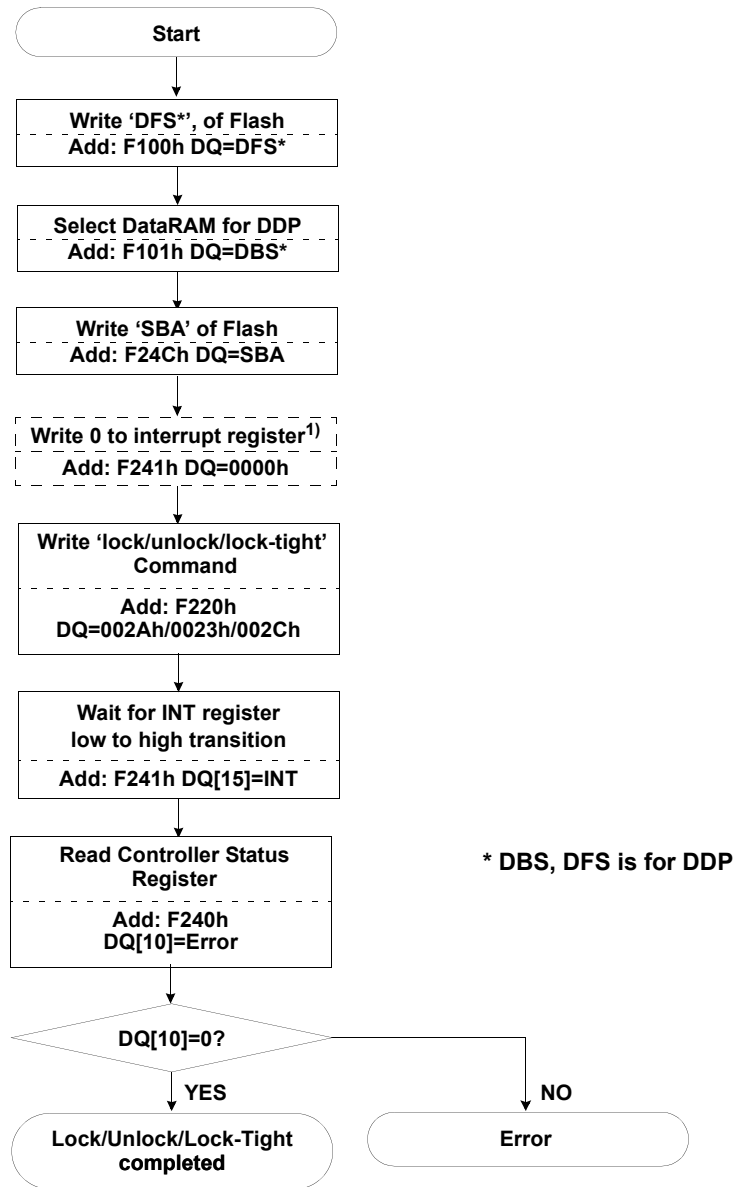 Start
Write ‘DFS*’, of Flash
Add: F100h DQ=DFS*
Select DataRAM for DDP
Add: F101h DQ=DBS*
Write ‘SBA’ of Flash
Add: F24Ch DQ=SBA
Write 0 to interrupt register1)
Add: F241h DQ=0000h
Write ‘lock/unlock/lock-tight’
Command
Add: F220h
DQ=002Ah/0023h/002Ch
Wait for INT register
low to high transition
Add: F241h DQ[15]=INT
Read Controller Status
Register
Add: F240h
DQ[10]=Error
* DBS, DFS is for DDP
DQ[10]=0?
YES
NO
Lock/Unlock/Lock-Tight
completed
Error